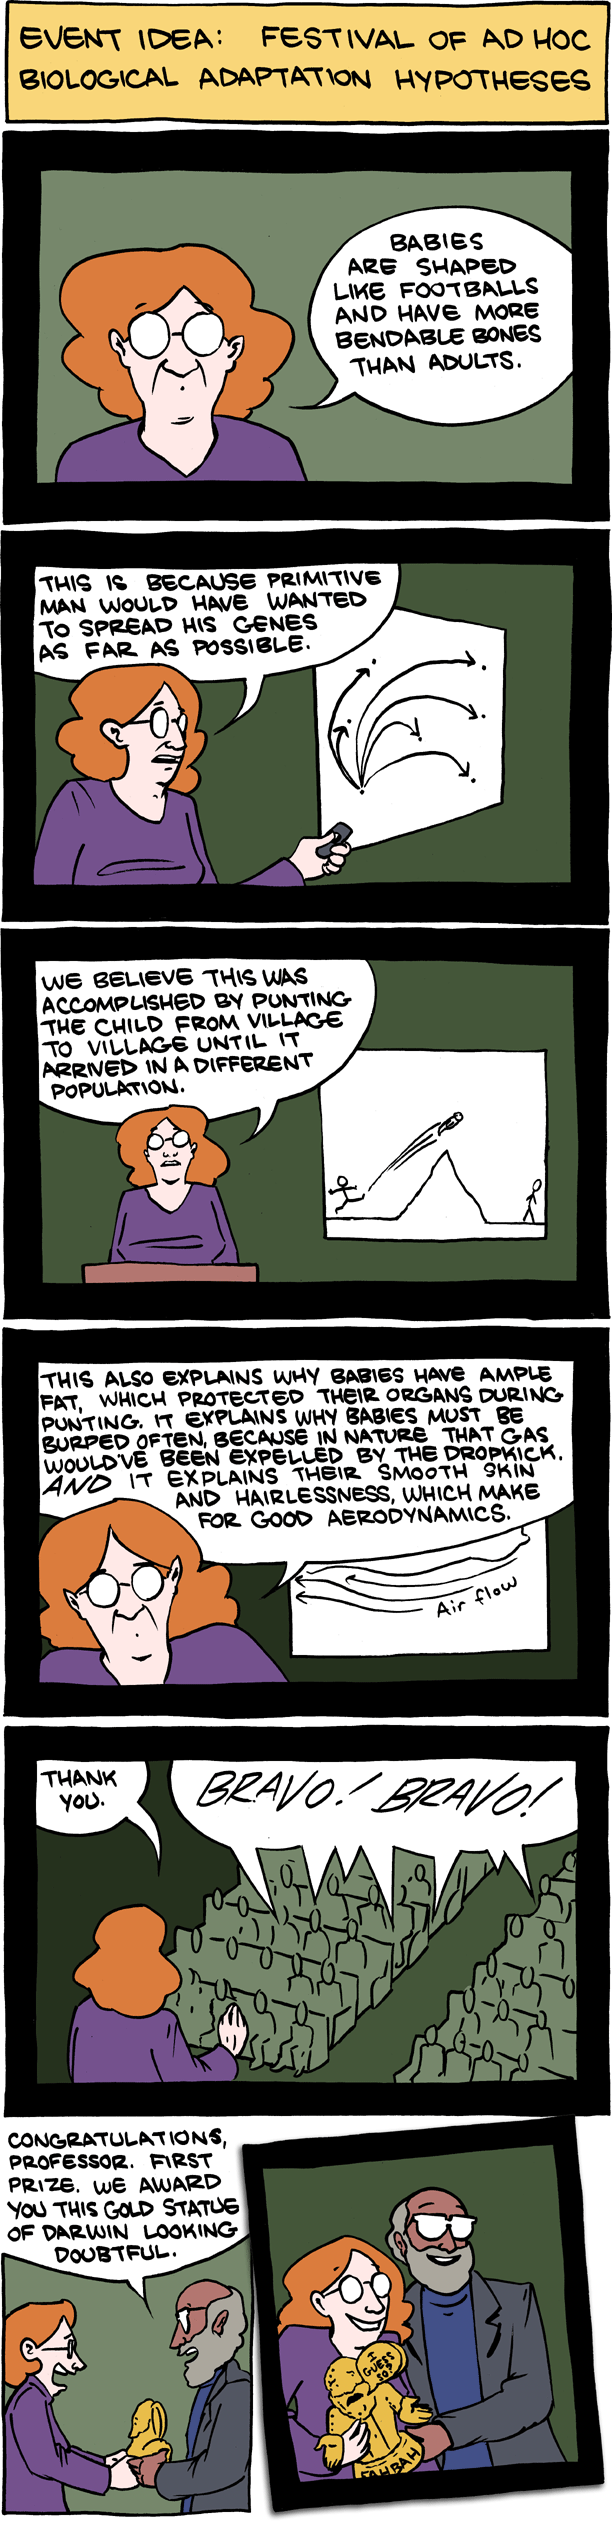 EVENT IDEA: FESTIVAL OF AD HOC
BIOLOGICAL ADAPTATION HYPOTHESES
BABIES
ARE SHAPED
LIKE FOOTBALLS
AND HAVE MORE
BENDABLE BONES
THAN ADULTS.
THIS IS BECAUSE PRIMITIVE
MAN WOULD HAVE WANTED
TO SPREAD HIS GENES
AS FAR AS POSSIBLE.
WE BELIEVE THIS WAS
ACCOMPLISHED BY PUNTING
THE CHILD FROM VILLAGE
TO VILLAGE UNTIL IT
ARRIVED IN A DIFFERENT
POPULATION.
THIS ALSO EXPLAINS WHY BABIES HAVE AMPLE
FAT, WHICH PROTECTED THEIR ORGANS DURING
PUNTING. IT EXPLAINS WHY BABIES MUST BE
BURPED OFTEN, BECAUSE IN NATURE THAT GAS
WOULD'VE BEEN EXPELLED BY THE DROPKICK.
AND IT EXPLAINS THEIR SMOOTH SKIN
AND HAIRLESSNESS, WHICH MAKE
FOR GOOD AERODYNAMICS.
Air flow
THANK
YOU.
BRAVO! BRAVO!
CONGRATULATIONS,
PROFESSOR. FIRST
PRIZE. WE AWARD
YOU THIS GOLD STATUE
OF DARWIN LOOKING
DOUBTFUL.
I
GUESS
SO?
FAHBAH